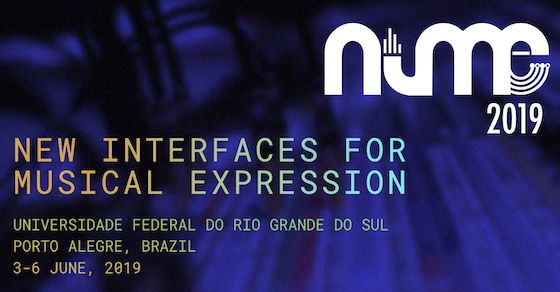 nime
2019
NEW INTERFACES FOR
MUSICAL EXPRESSION
UNIVERSIDADE FEDERAL DO RIO GRANDE DO SUL
PORTO ALEGRE, BRAZIL
3-6 JUNE, 2019